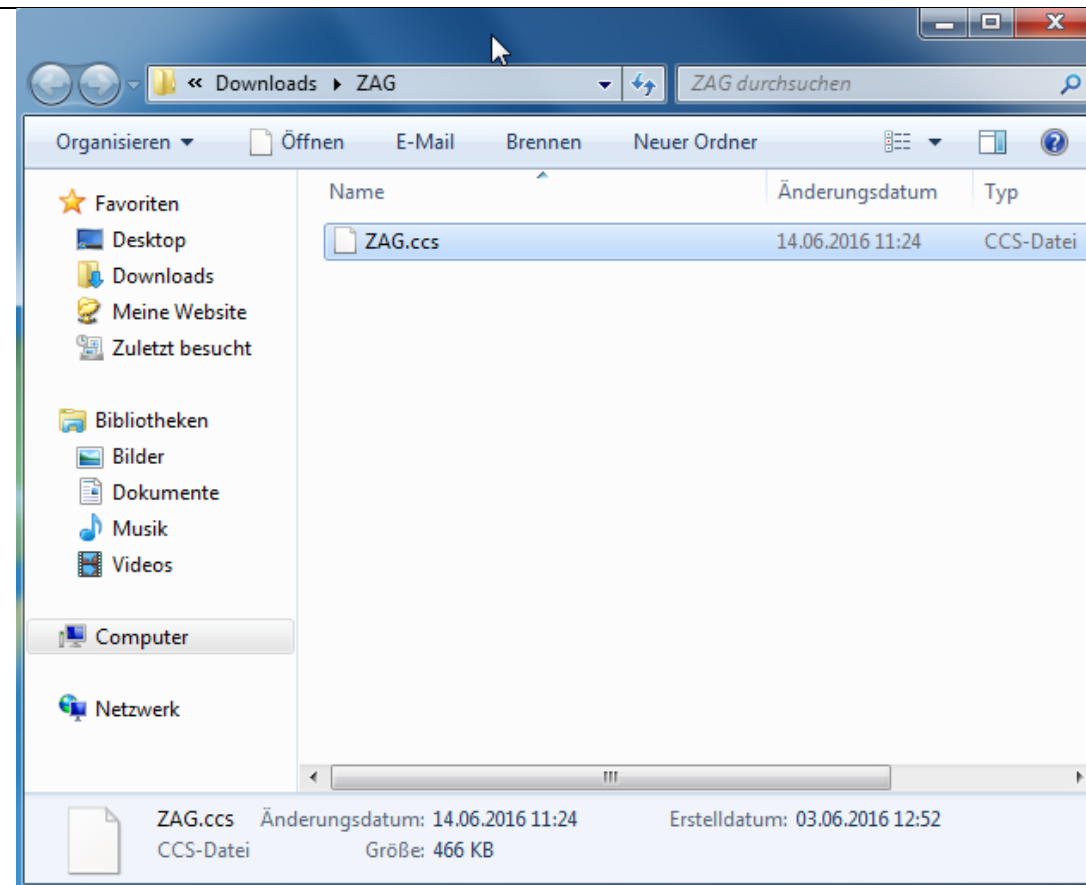 « Downloads ▸ ZAG
ZAG durchsuchen
Organisieren Öffnen E-Mail Brennen Neuer Ordner
Name Änderungsdatum Typ
ZAG.ccs 14.06.2016 11:24 CCS-Datei
Favoriten
Desktop
Downloads
Meine Website
Zuletzt besucht
Bibliotheken
Bilder
Dokumente
Musik
Videos
Computer
Netzwerk
ZAG.ccs Änderungsdatum: 14.06.2016 11:24 Erstelldatum: 03.06.2016 12:52
CCS-Datei Größe: 466 KB